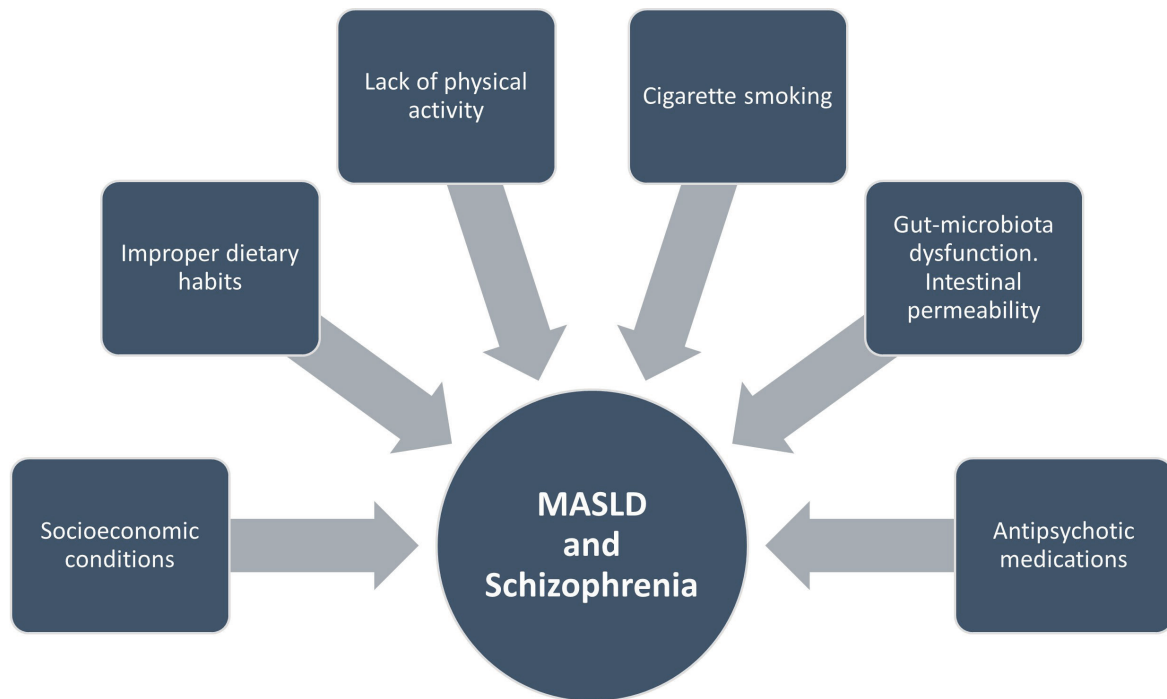 Lack of physical
activity
Cigarette smoking
Improper dietary
habits
Gut-microbiota
dysfunction.
Intestinal
permeability
Socioeconomic
conditions
MASLD
and
Schizophrenia
Antipsychotic
medications